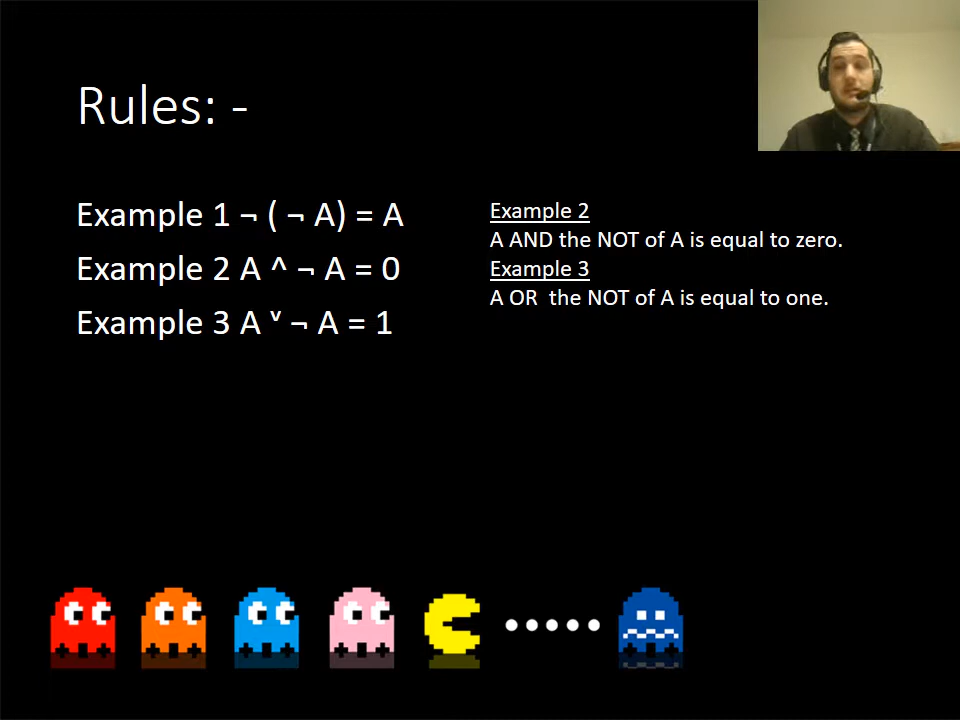 Rules: -
Example 1 ¬ ( ¬ A) = A
Example 2 A ^ ¬ A = 0
Example 3 A ˅ ¬ A = 1
Example 2
A AND the NOT of A is equal to zero.
Example 3
A OR  the NOT of A is equal to one.